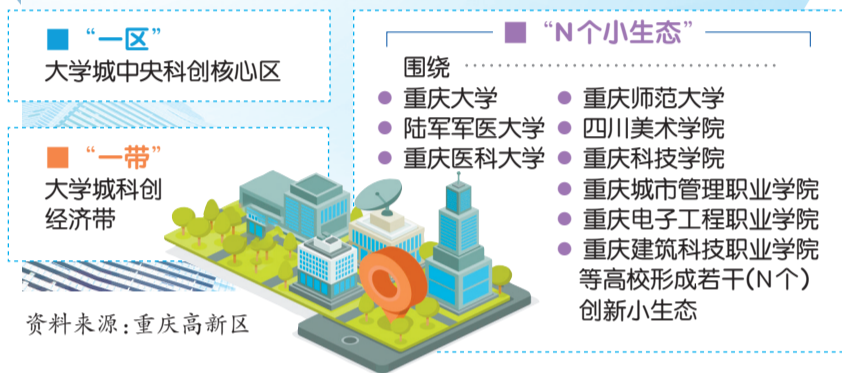 “一区”
大学城中央科创核心区
“一带”
大学城科创
经济带
资料来源:重庆高新区
“N个小生态”
围绕
重庆大学
陆军军医大学
重庆医科大学
重庆师范大学
四川美术学院
重庆科技学院
重庆城市管理职业学院
重庆电子工程职业学院
重庆建筑科技职业学院
等高校形成若干(N个)
创新小生态